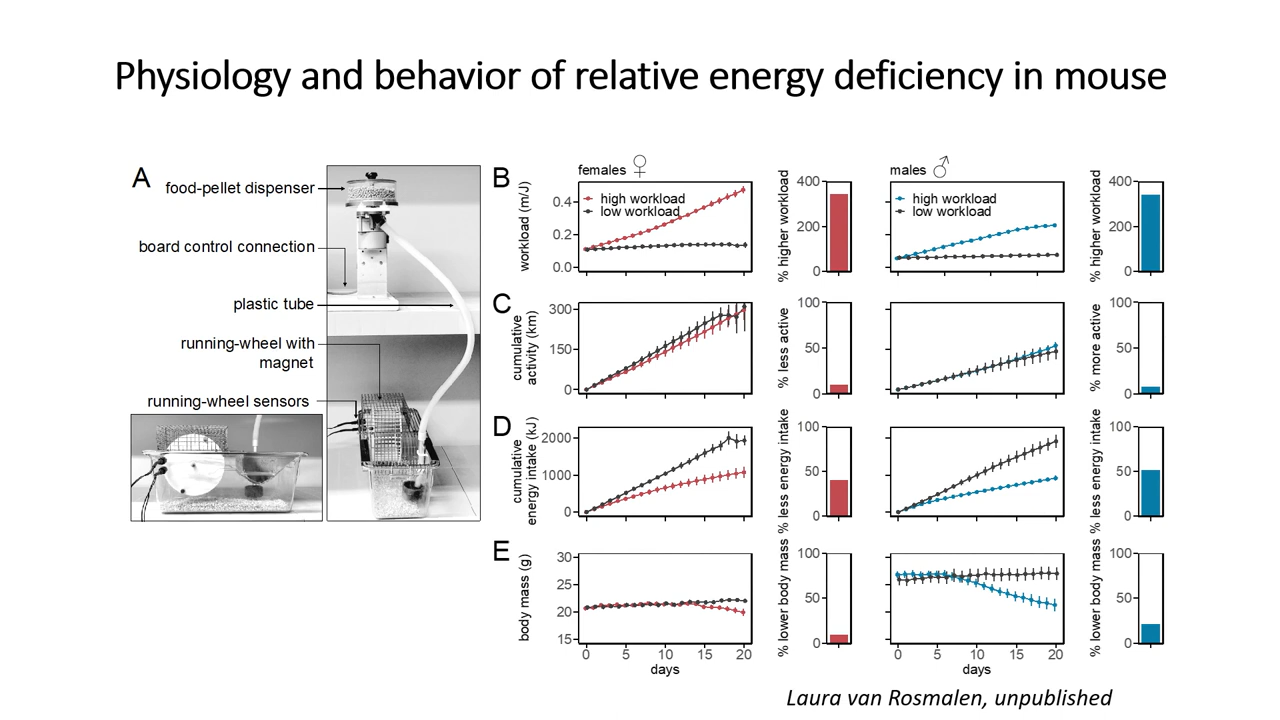 Physiology and behavior of relative energy deficiency in mouse
A
food-pellet dispenser
board control connection
plastic tube
running-wheel with
magnet
running-wheel sensors
B
females ♀
workload (m/J)
0.4
0.2
0.0
high workload
low workload
% higher workload
400
200
0
males ♂
high workload
low workload
% higher workload
400
200
0
C
cumulative
activity (km)
300
150
0
% less active
100
50
0
% more active
100
50
0
D
cumulative
energy intake (kJ)
2000
1000
0
% less energy intake
100
50
0
% less energy intake
100
50
0
E
body mass (g)
30
25
20
15
0 5 10 15 20
days
% lower body mass
100
50
0
0 5 10 15 20
days
% lower body mass
100
50
0
Laura van Rosmalen, unpublished